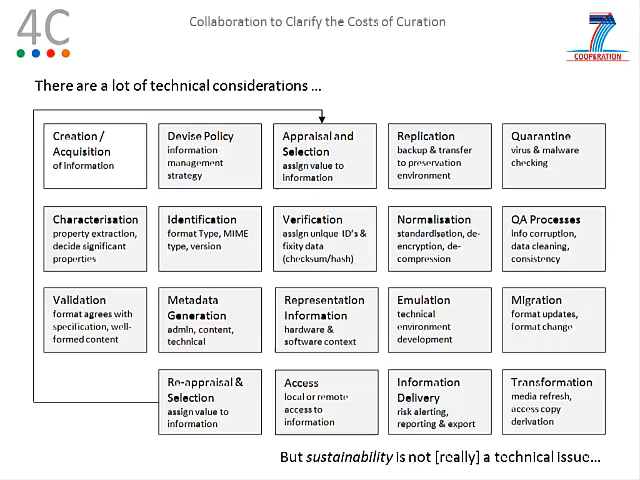 4C
Collaboration to Clarify the Costs of Curation
7
COOPERATION
There are a lot of technical considerations ...
Creation /
Acquisition
of information
Devise Policy
information
management
strategy
Appraisal and
Selection
assign value to
information
Replication
backup & transfer
to preservation
environment
Quarantine
virus & malware
checking
Characterisation
property extraction,
decide significant
properties
Identification
format Type, MIME
type, version
Verification
assign unique ID's &
fixity data
(checksum/hash)
Normalisation
standardisation, de-
encryption, de-
compression
QA Processes
info corruption,
data cleaning,
consistency
Validation
format agrees with
specification, well-
formed content
Metadata
Generation
admin, content,
technical
Representation
Information
hardware &
software context
Emulation
technical
environment
development
Migration
format updates,
format change
Re-appraisal &
Selection
assign value to
information
Access
local or remote
access to
information
Information
Delivery
risk alerting,
reporting & export
Transformation
media refresh,
access copy
derivation
But sustainability is not [really] a technical issue...